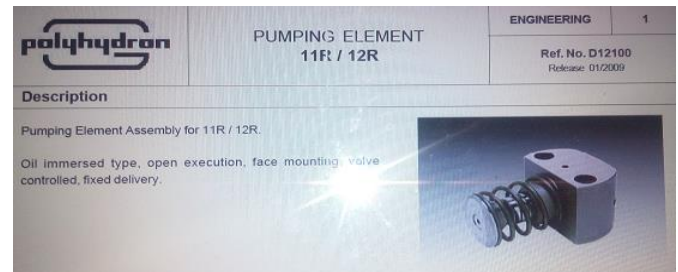 polyhydron
PUMPING ELEMENT
11R / 12R
ENGINEERING 1
Ref. No. D12100
Release 01/2009
Description
Pumping Element Assembly for 11R / 12R.
Oil immersed type, open execution, face mounting, valve
controlled, fixed delivery.